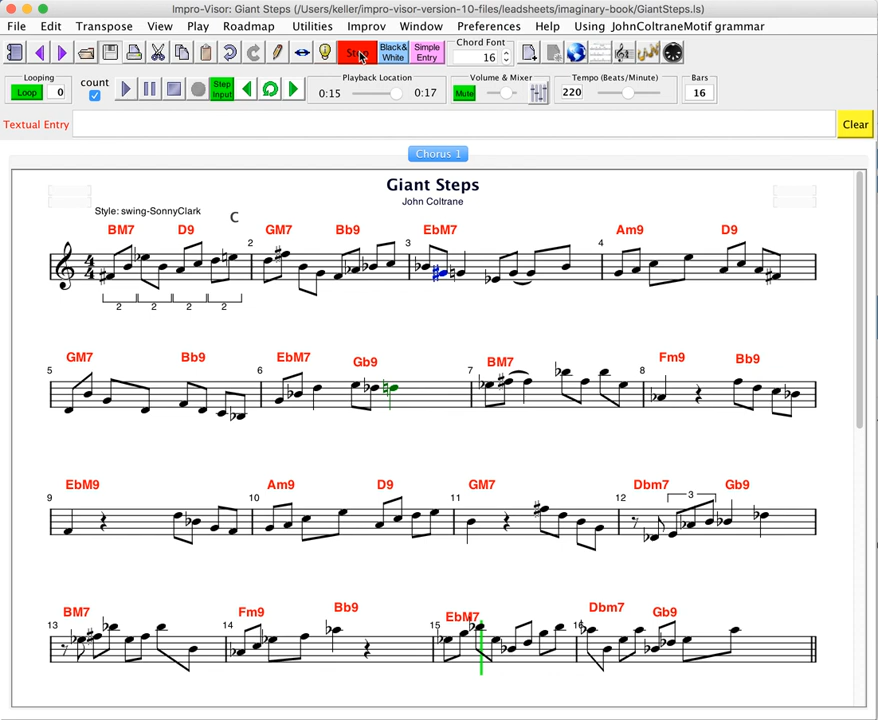 Impro-Visor: Giant Steps (/Users/keller/impro-visor-version-10-files/leadsheets/imaginary-book/GiantSteps.ls)
File Edit Transpose View Play Roadmap Utilities Improv Window Preferences Help Using JohnColtraneMotif grammar
Stop Black& White Simple Entry Chord Font 16
Looping Loop 0 count Step Input Playback Location 0:15 0:17 Volume & Mixer Mute Tempo (Beats/Minute) 220 Bars 16
Textual Entry Clear
Chorus 1
Giant Steps
John Coltrane
Style: swing-SonnyClark C
BM7 D9 2 GM7 Bb9 3 EbM7 4 Am9 D9
4 4
2 2 2 2
5 GM7 Bb9 6 EbM7 Gb9 7 BM7 8 Fm9 Bb9
9 EbM9 10 Am9 D9 11 GM7 12 Dbm7 3 Gb9
13 BM7 14 Fm9 Bb9 15 EbM7 16 Dbm7 Gb9